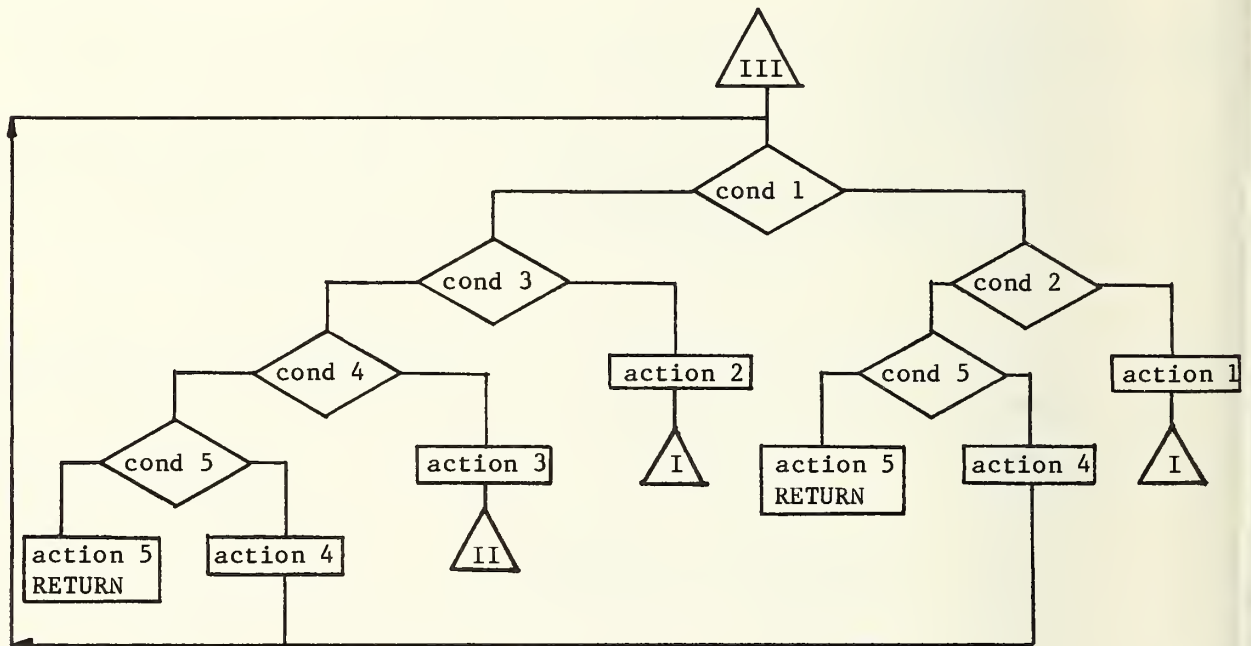 III
cond 1
cond 3
cond 2
cond 4
action 2
cond 5
action 1
cond 5
action 3
I
action 5
RETURN
action 4
I
action 5
RETURN
action 4
II